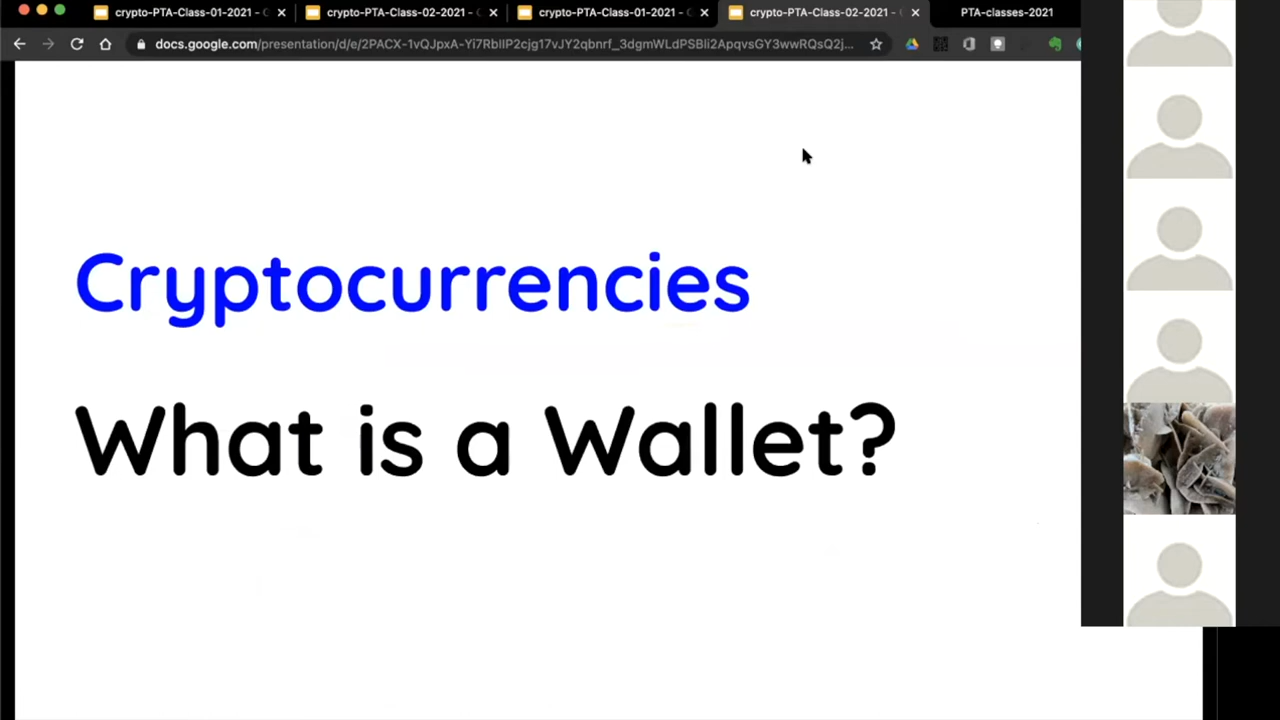 crypto-PTA-Class-01-2021 -
crypto-PTA-Class-02-2021 -
crypto-PTA-Class-01-2021 -
crypto-PTA-Class-02-2021 -
PTA-classes-2021
docs.google.com/presentation/d/e/2PACX-1vQJpxA-Yi7RbIIP2cjg17vJY2qbnrf_3dgmWLdPSBli2ApqvsGY3wwRQsQ2j...
Cryptocurrencies
What is a Wallet?